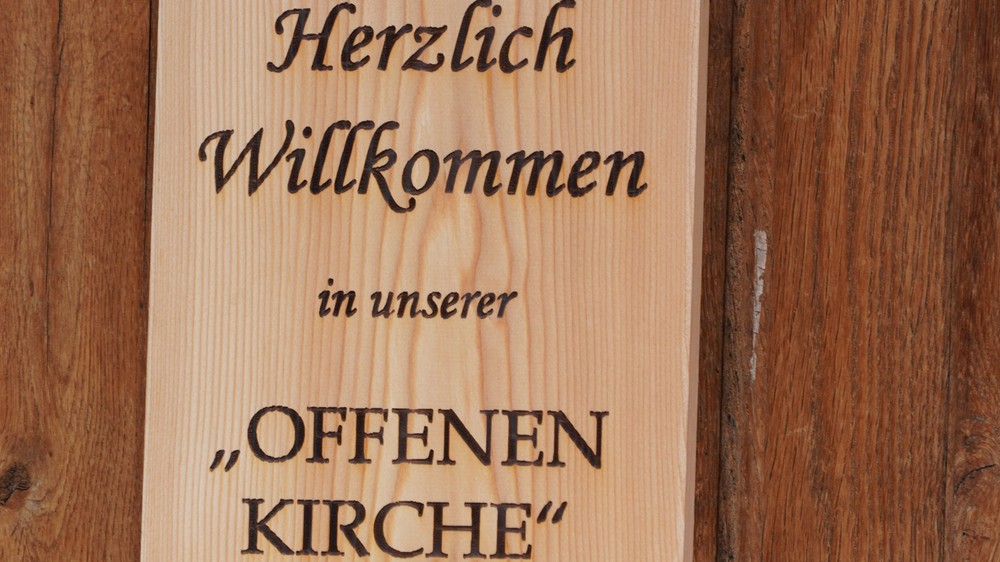 Herzlich
Willkommen
in unserer
„OFFENEN
KIRCHE“